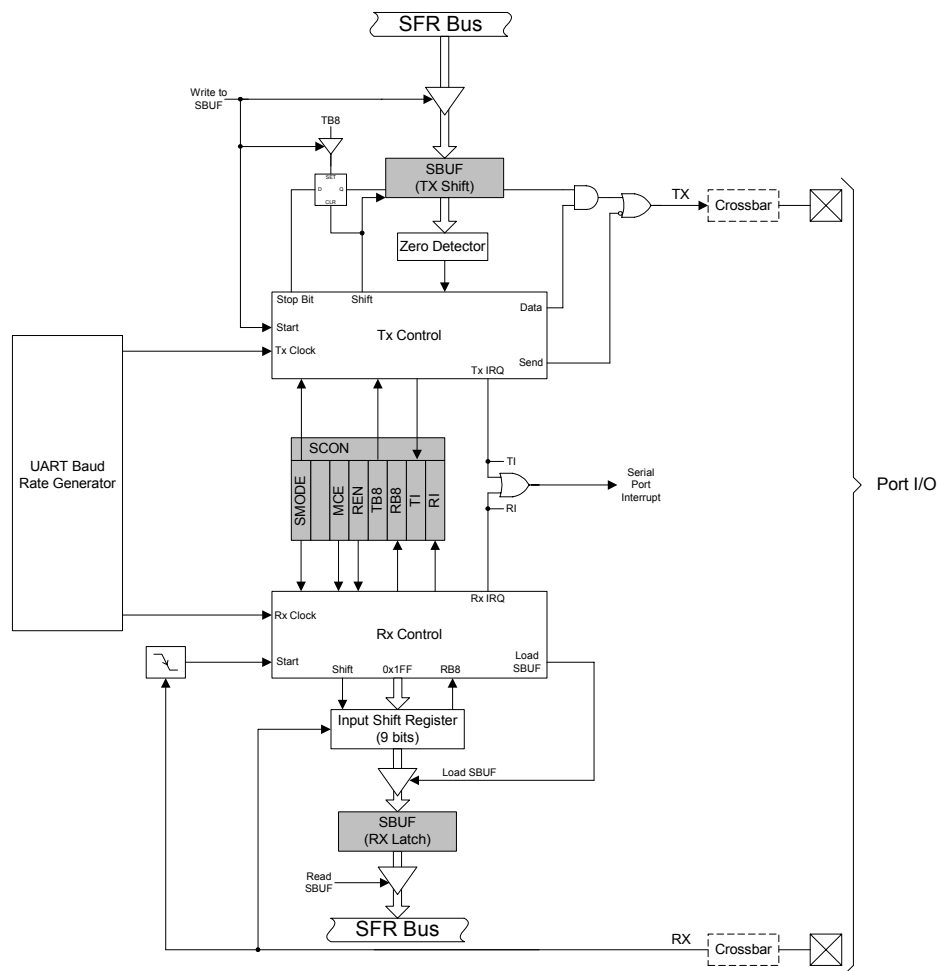 SFR Bus
Write to
SBUF
TB8
SBUF
(TX Shift)
SET
D
Q
CLR
TX
Crossbar
Zero Detector
Stop Bit
Shift
Data
Start
Tx Control
Tx Clock
Send
Tx IRQ
UART Baud
Rate Generator
SCON
SMODE
MCE
REN
TB8
RB8
TI
RI
TI
Serial
Port
Interrupt
RI
Port I/O
Rx IRQ
Rx Clock
Rx Control
Start
Load
SBUF
Shift
0x1FF
RB8
Input Shift Register
(9 bits)
Load SBUF
SBUF
(RX Latch)
Read
SBUF
SFR Bus
RX
Crossbar